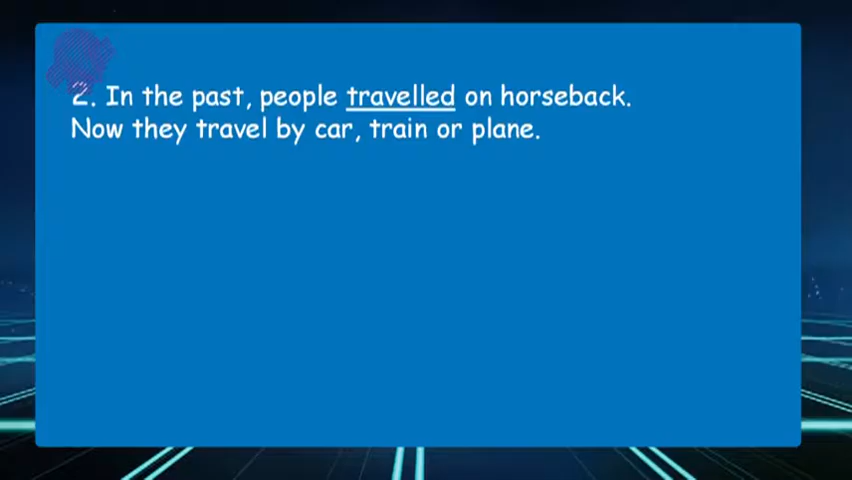 2. In the past, people travelled on horseback.
Now they travel by car, train or plane.